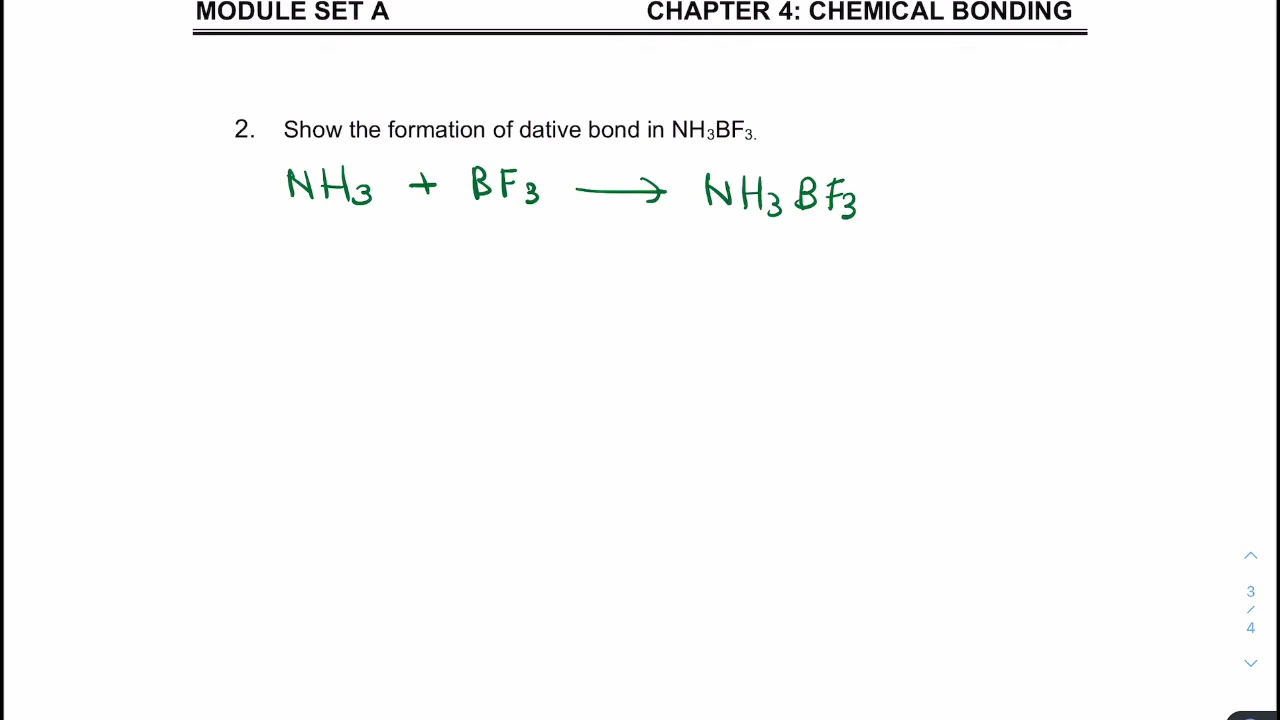 MODULE SET A CHAPTER 4: CHEMICAL BONDING
2. Show the formation of dative bond in NH₃BF₃.
NH₃ + BF₃ → NH₃BF₃
3
/
4